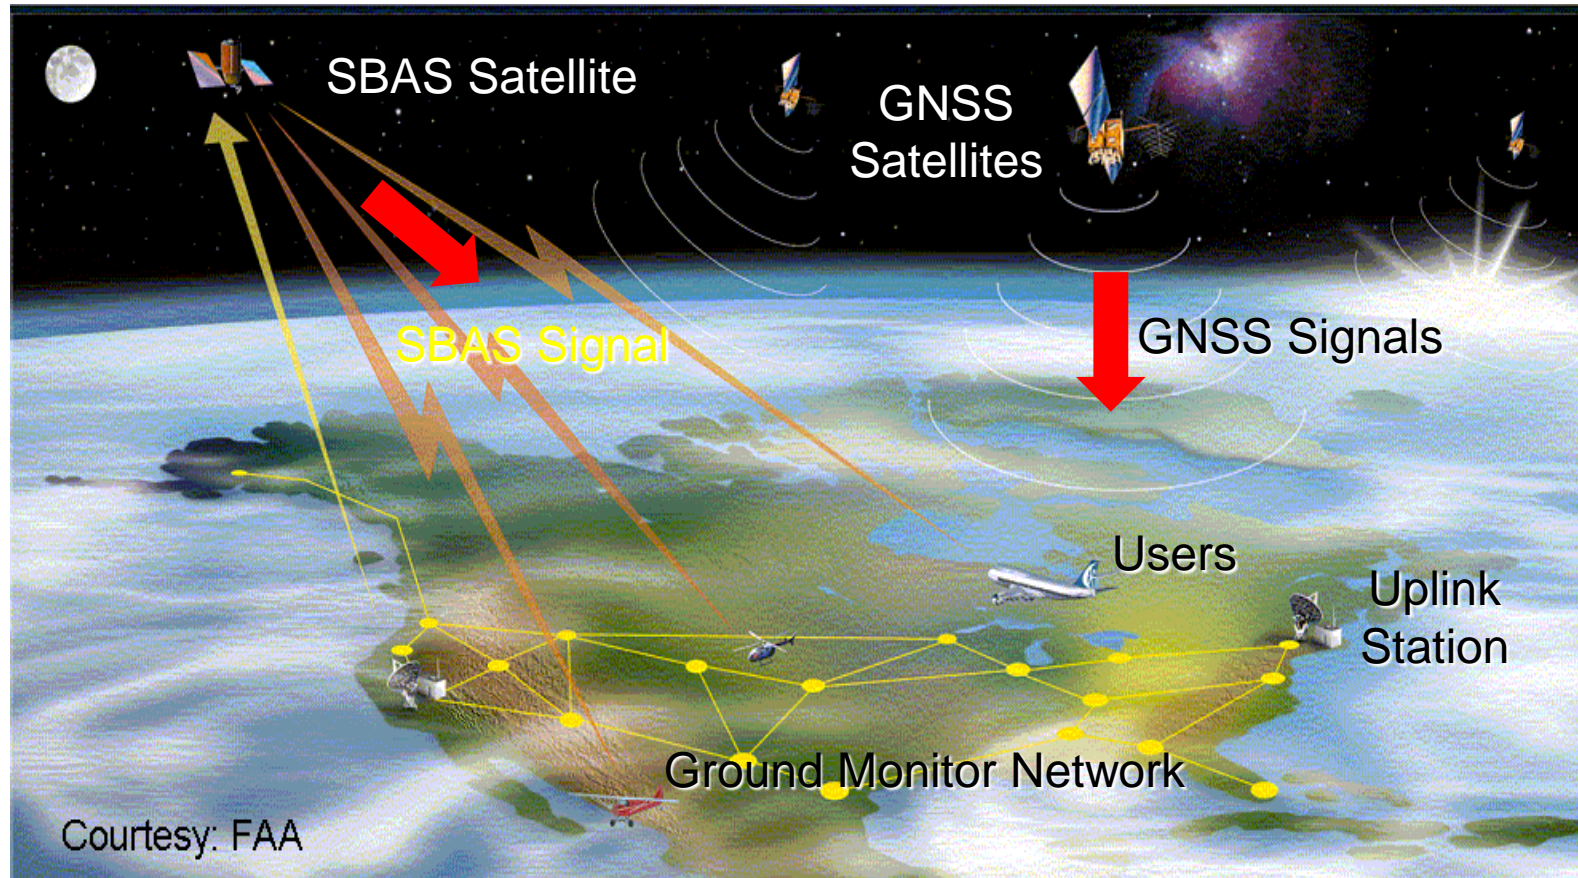 SBAS Satellite
GNSS
Satellites
SBAS Signal
GNSS Signals
Users
Uplink
Station
Ground Monitor Network
Courtesy: FAA